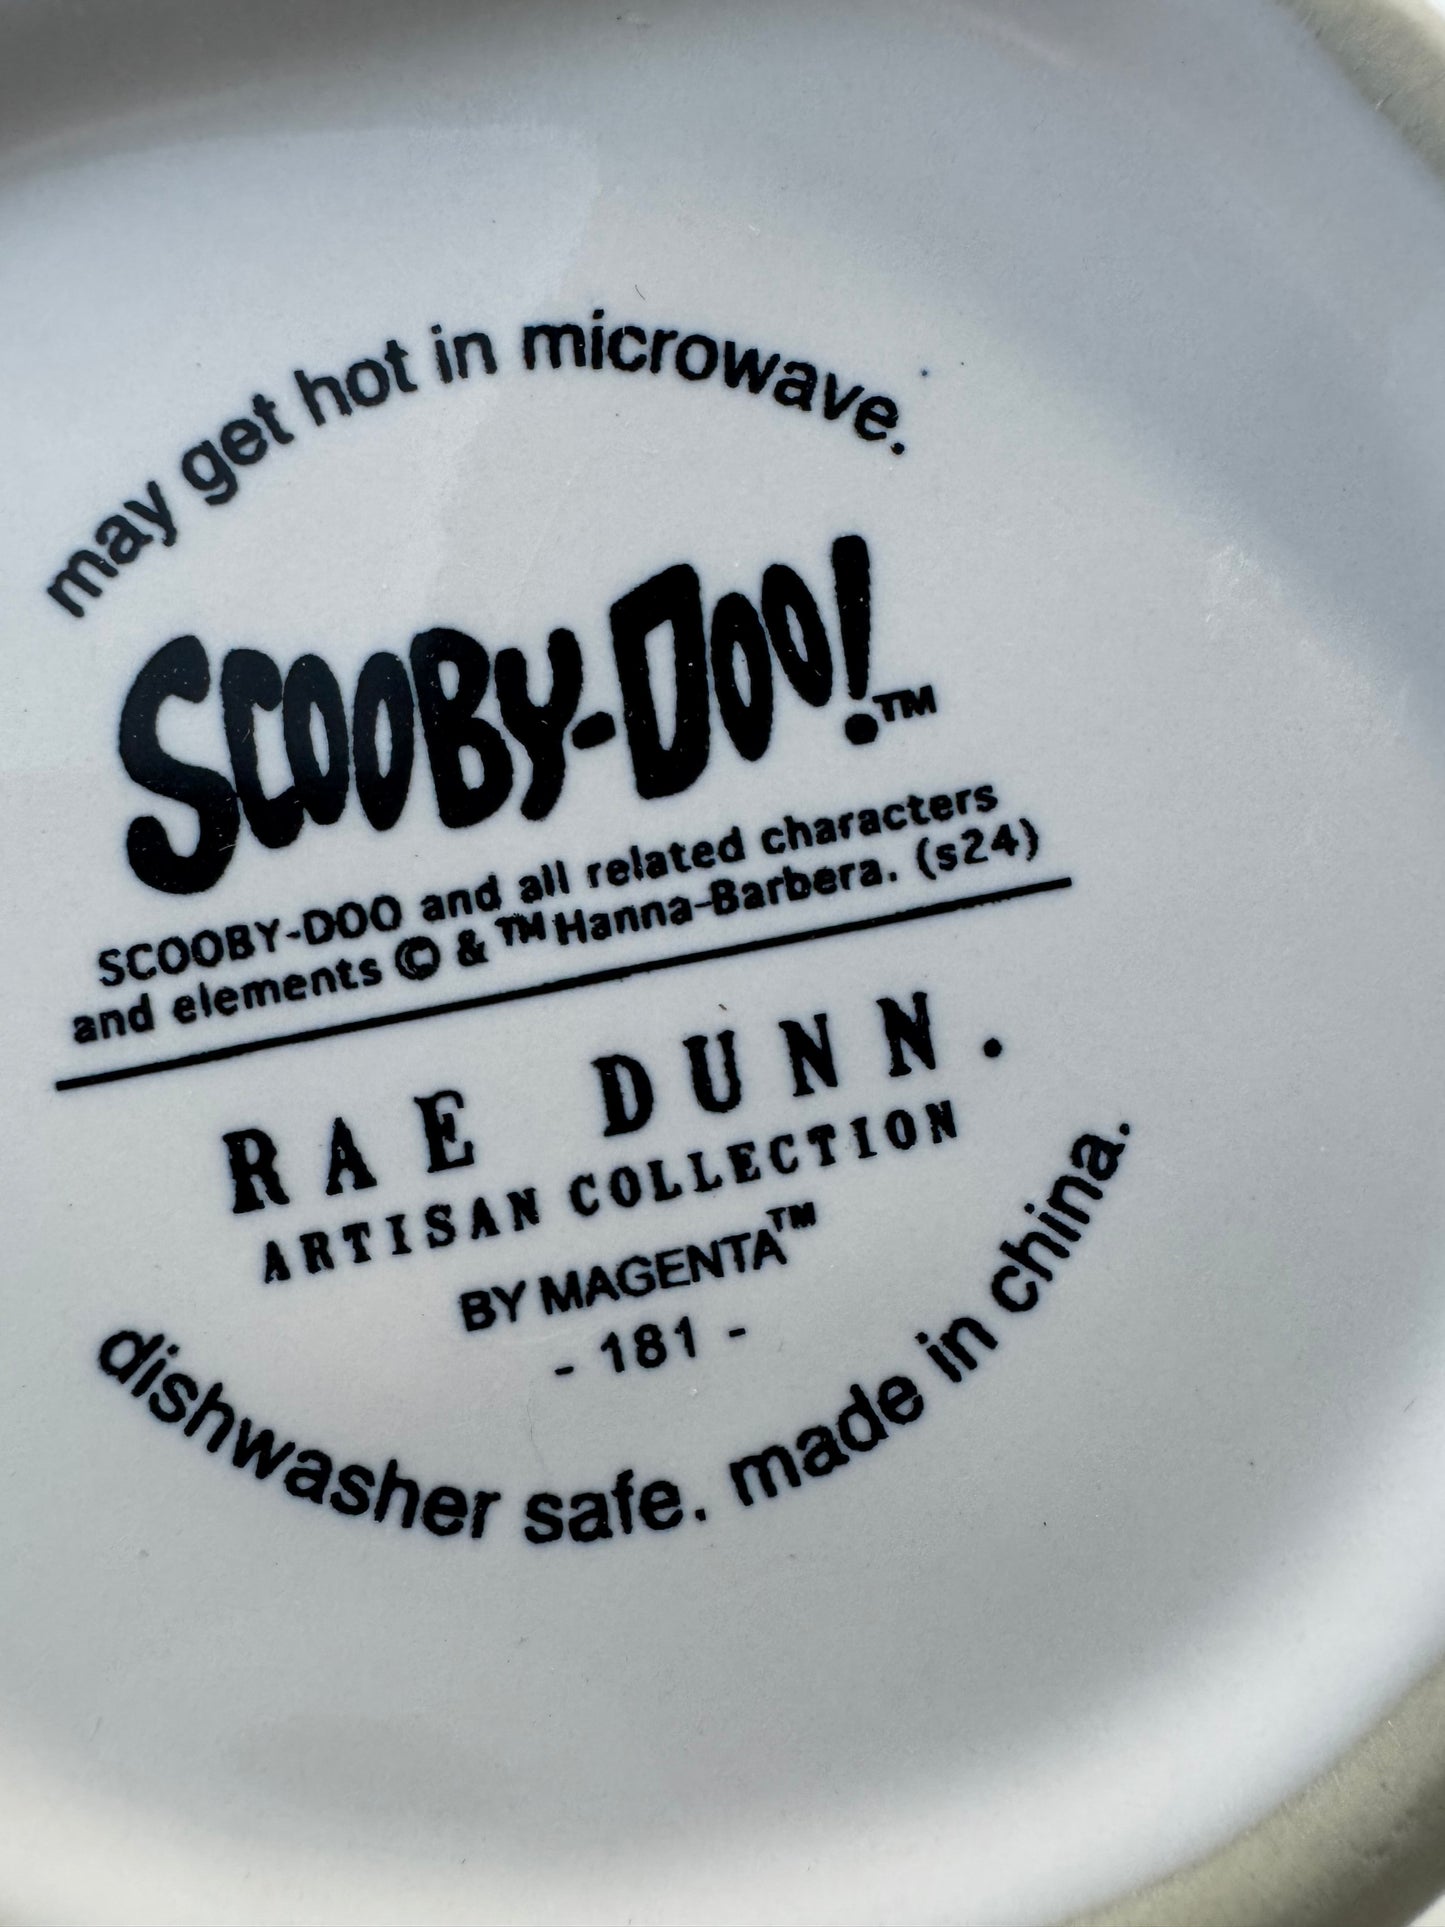 may get hot in microwave.
SCOOBY-DOO!™
SCOOBY-DOO and all related characters
and elements © & ™ Hanna-Barbera. (s24)
RAE DUNN.
ARTISAN COLLECTION
BY MAGENTA™
- 181 -
dishwasher safe. made in china.